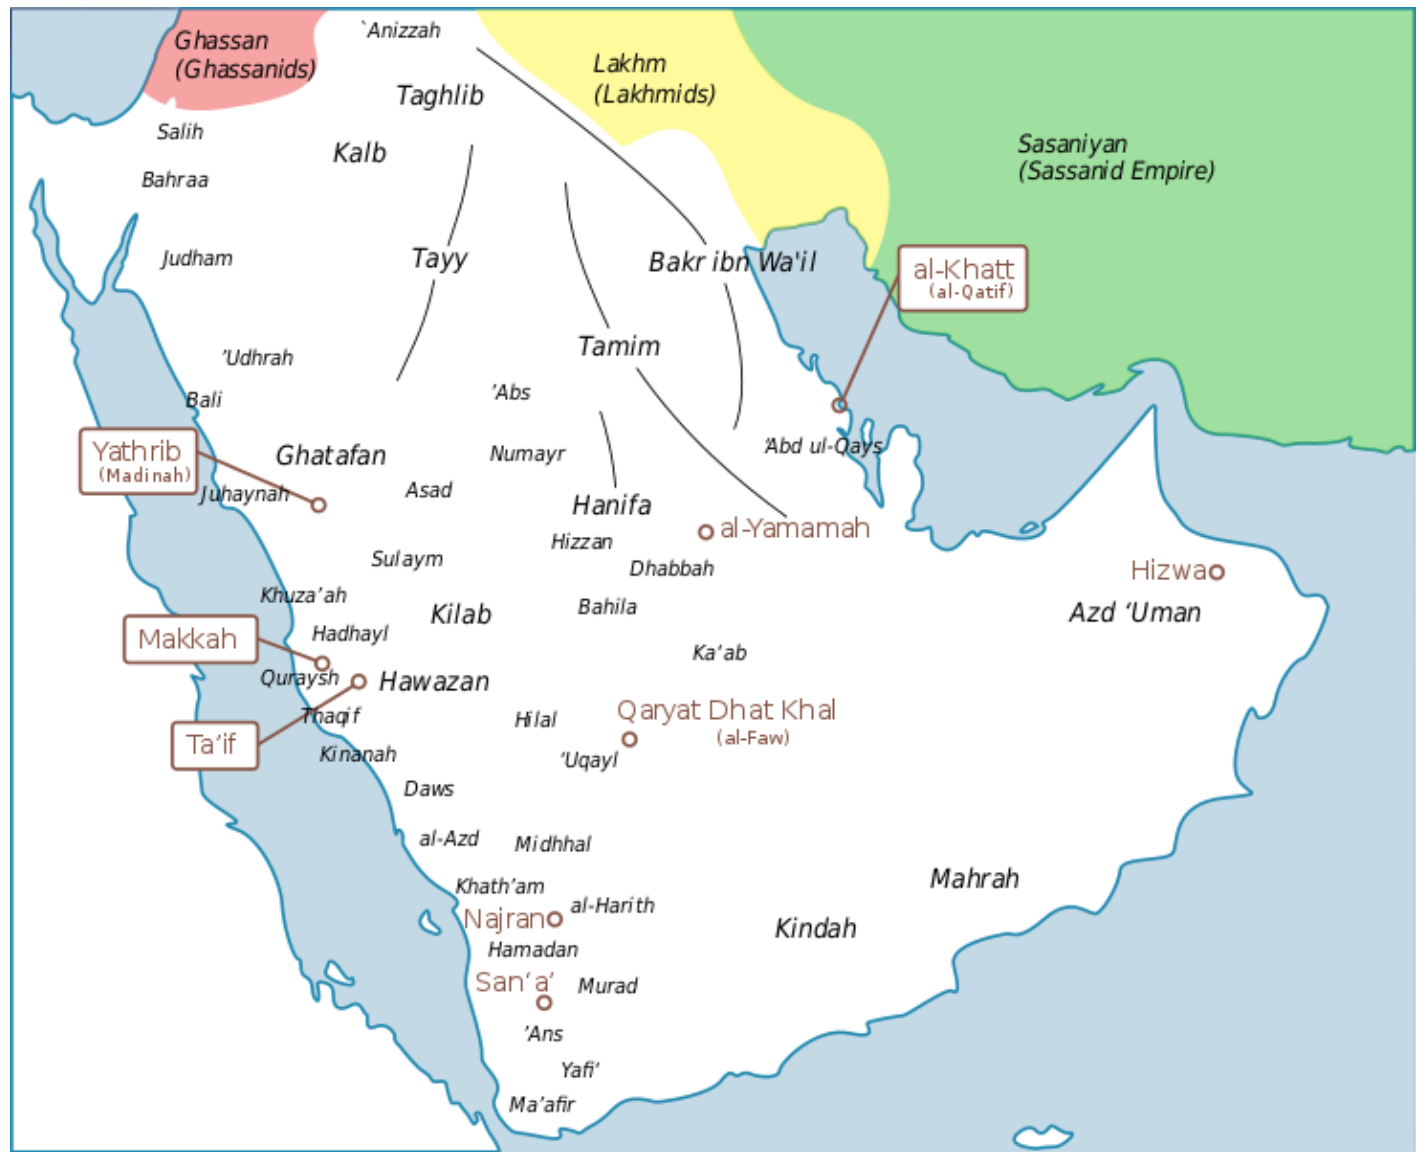 `Anizzah
Ghassan
(Ghassanids)
Lakhm
(Lakhmids)
Taghlib
Salih
Kalb
Sasaniyan
(Sassanid Empire)
Bahraa
Judham
Tayy
Bakr ibn Wa'il
al-Khatt
(al-Qatif)
Tamim
’Udhrah
’Abs
Bali
Yathrib
(Madinah)
Ghatafan
Numayr
‘Abd ul-Qays
Juhaynah
Asad
Hanifa
al-Yamamah
Hizzan
Sulaym
Dhabbah
Hizwa
Khuza’ah
Kilab
Bahila
Azd ‘Uman
Makkah
Hadhayl
Ka‘ab
Quraysh
Hawazan
Thaqif
Hilal
Qaryat Dhat Khal
(al-Faw)
Ta’if
Kinanah
‘Uqayl
Daws
al-Azd
Midhhal
Khath’am
Mahrah
Najran
al-Harith
Kindah
Hamadan
San‘a’
Murad
’Ans
Yafi’
Ma’afir